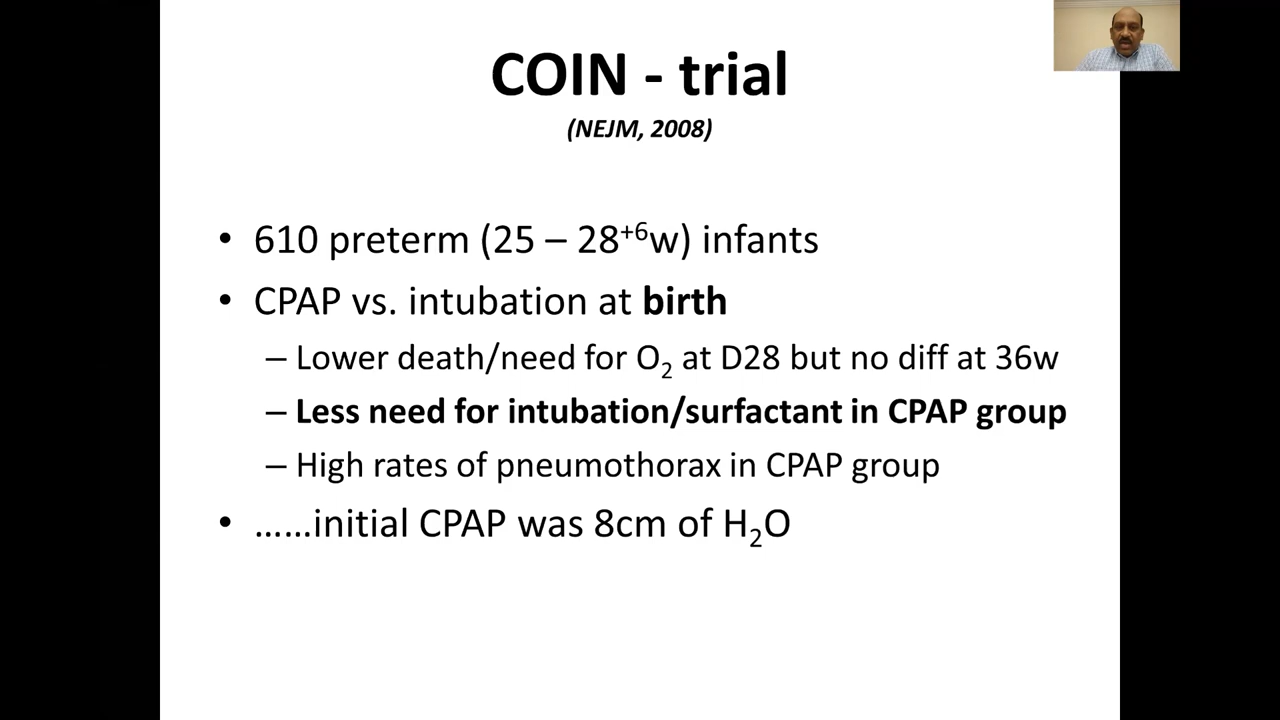 COIN - trial
(NEJM, 2008)
• 610 preterm (25 – 28⁺⁶w) infants
• CPAP vs. intubation at birth
– Lower death/need for O₂ at D28 but no diff at 36w
– Less need for intubation/surfactant in CPAP group
– High rates of pneumothorax in CPAP group
• ......initial CPAP was 8cm of H₂O